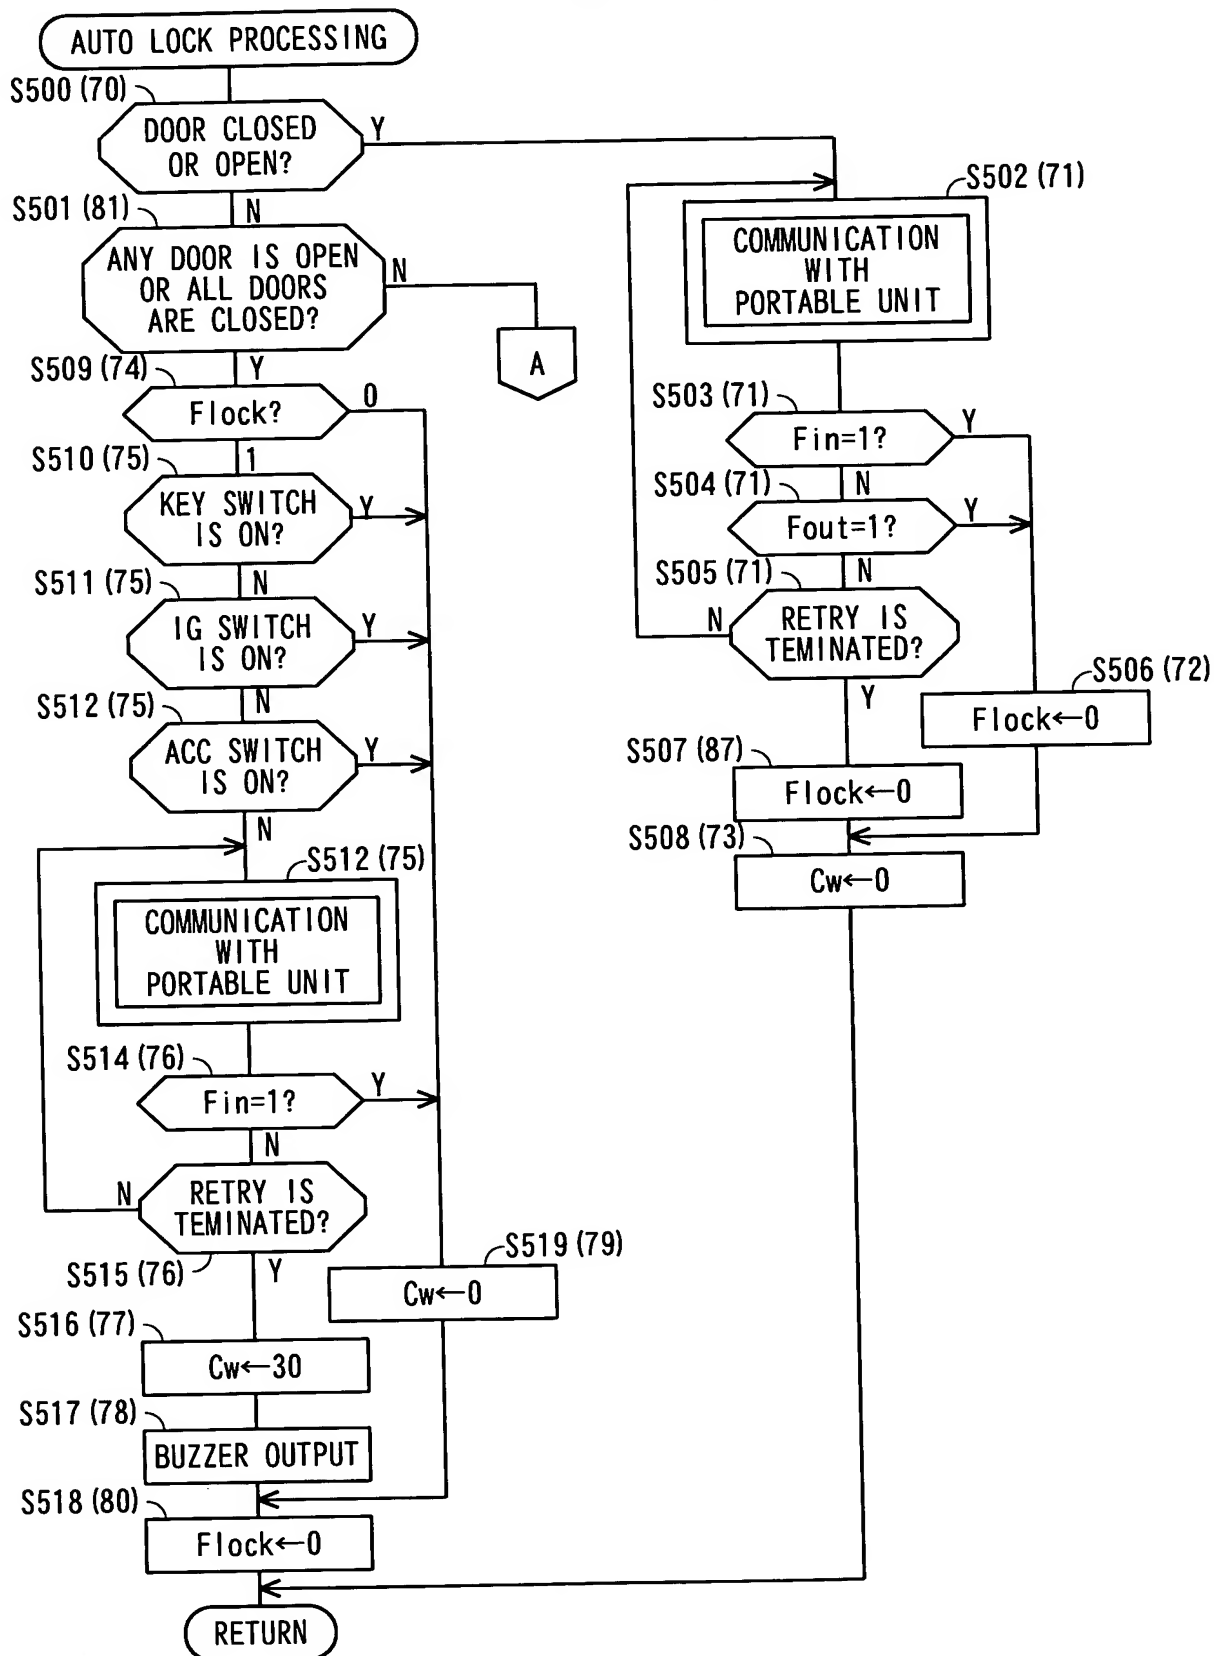 AUTO LOCK PROCESSING
S500 (70)
DOOR CLOSED
OR OPEN?
Y
N
S501 (81)
ANY DOOR IS OPEN
OR ALL DOORS
ARE CLOSED?
N
A
Y
S509 (74)
Flock?
0
1
S510 (75)
KEY SWITCH
IS ON?
Y
N
S511 (75)
IG SWITCH
IS ON?
Y
N
S512 (75)
ACC SWITCH
IS ON?
Y
N
S512 (75)
COMMUNICATION
WITH
PORTABLE UNIT
S514 (76)
Fin=1?
Y
N
RETRY IS
TEMINATED?
N
S515 (76)
Y
S519 (79)
Cw←0
S516 (77)
Cw←30
S517 (78)
BUZZER OUTPUT
S518 (80)
Flock←0
RETURN
S502 (71)
COMMUNICATION
WITH
PORTABLE UNIT
S503 (71)
Fin=1?
Y
N
S504 (71)
Fout=1?
Y
N
S505 (71)
RETRY IS
TEMINATED?
N
Y
S506 (72)
Flock←0
S507 (87)
Flock←0
S508 (73)
Cw←0